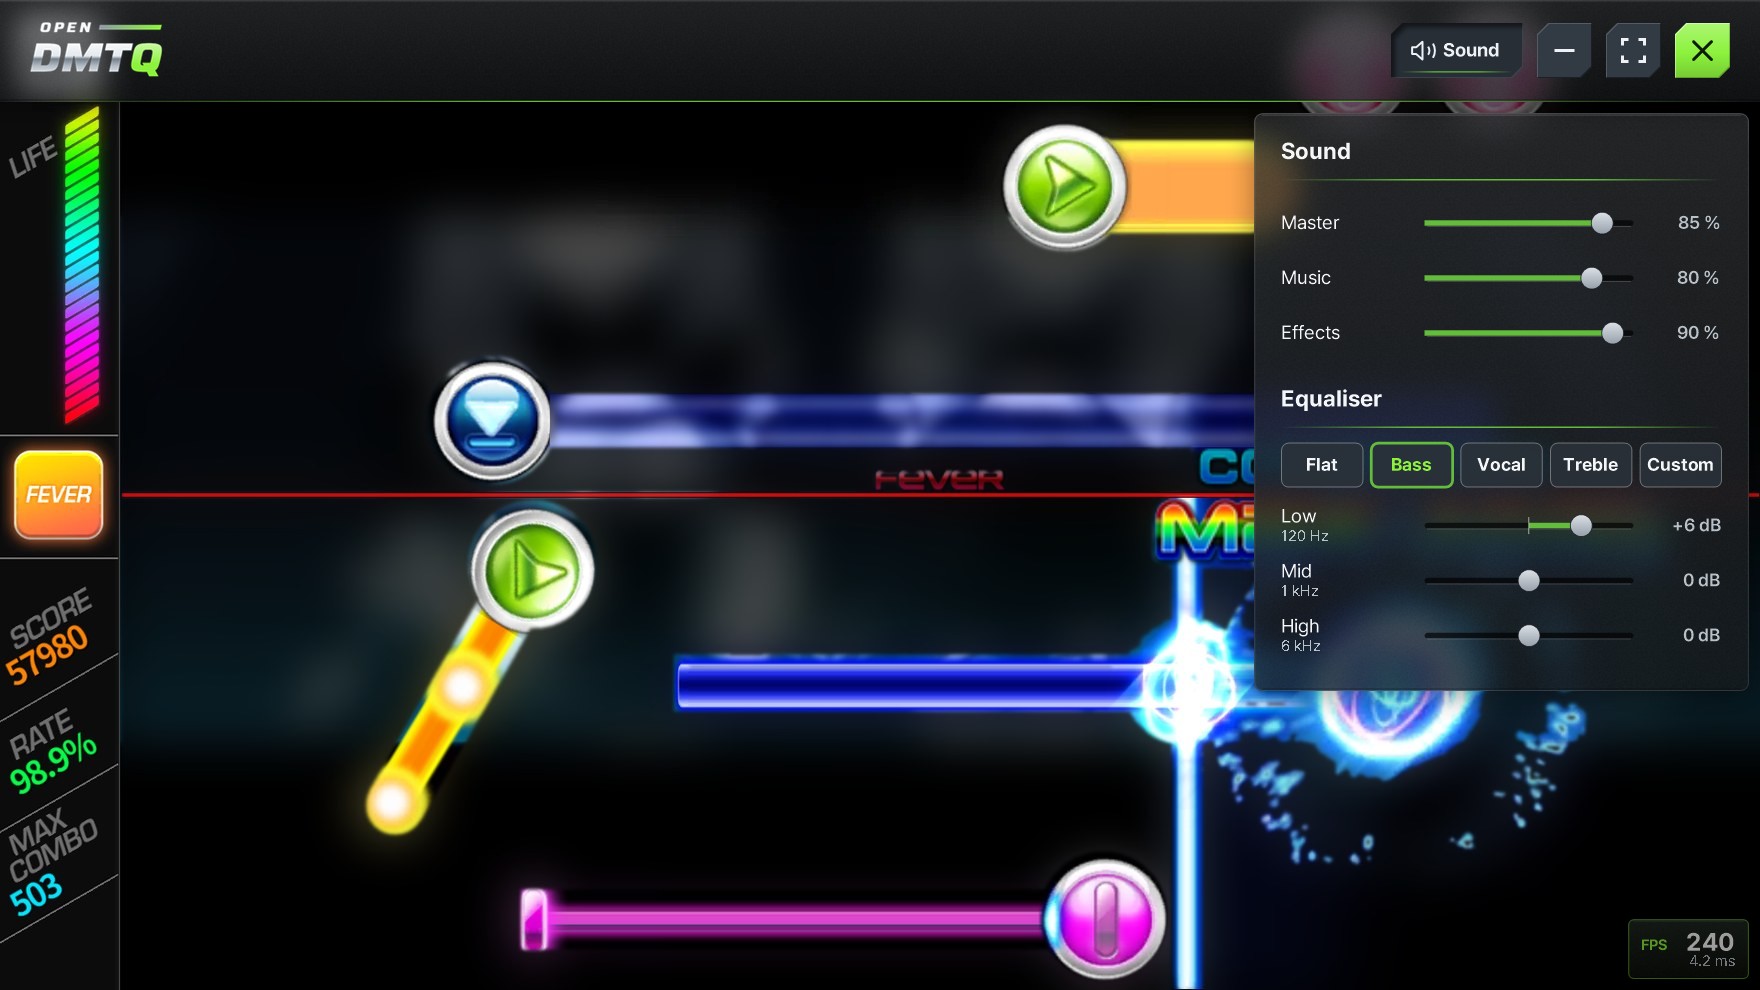 OPEN
DMTQ
Sound
LIFE
Sound
Master 85 %
Music 80 %
Effects 90 %
Equaliser
Flat Bass Vocal Treble Custom
FEVER
FEVER
Low +6 dB
120 Hz
Mid 0 dB
1 kHz
High 0 dB
6 kHz
SCORE
57980
RATE
98.9%
MAX
COMBO
503
FPS 240
4.2 ms